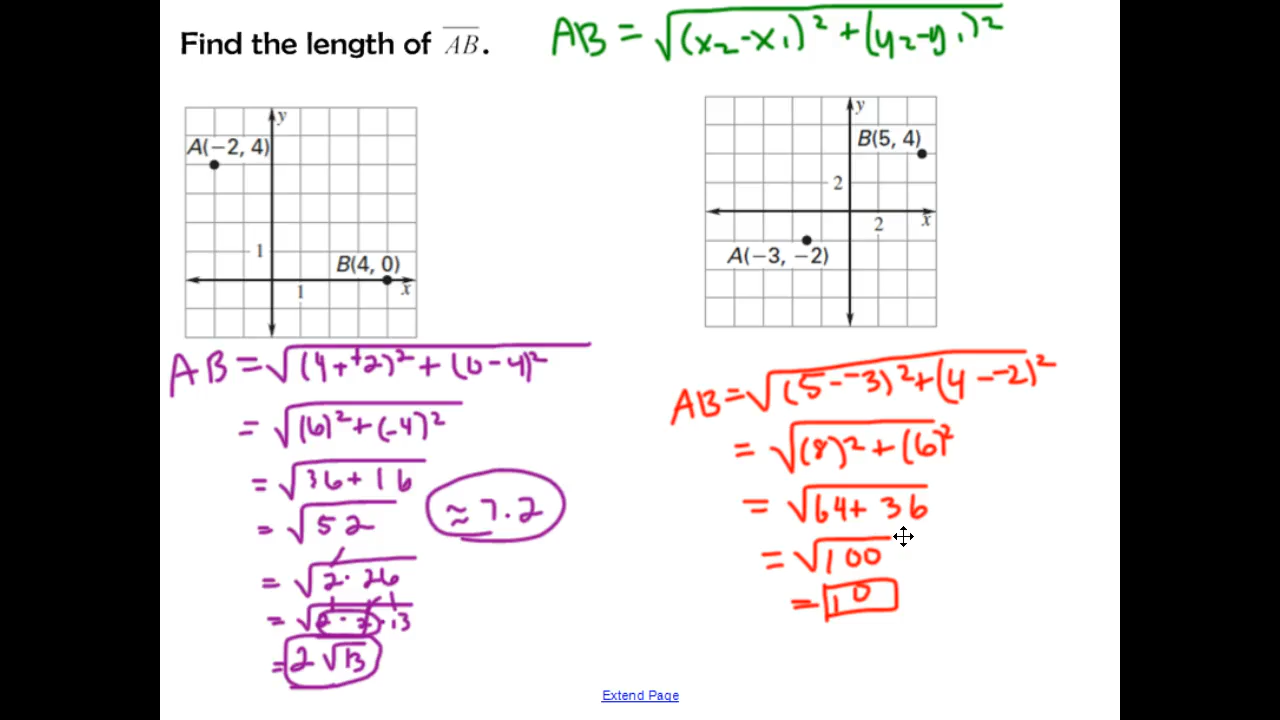 Find the length of AB.
AB = √(x₂-x₁)² + (y₂-y₁)²
y
A(−2, 4)
1
B(4, 0)
1
x
AB = √(4++2)² + (0-4)²
= √(6)² + (-4)²
= √36 + 16
= √52
≈ 7.2
= √2 · 26
= √2 · 2 · 13
= 2√13
y
B(5, 4)
2
2
x
A(−3, −2)
AB = √(5--3)² + (4--2)²
= √(8)² + (6)²
= √64 + 36
= √100
= 10
Extend Page